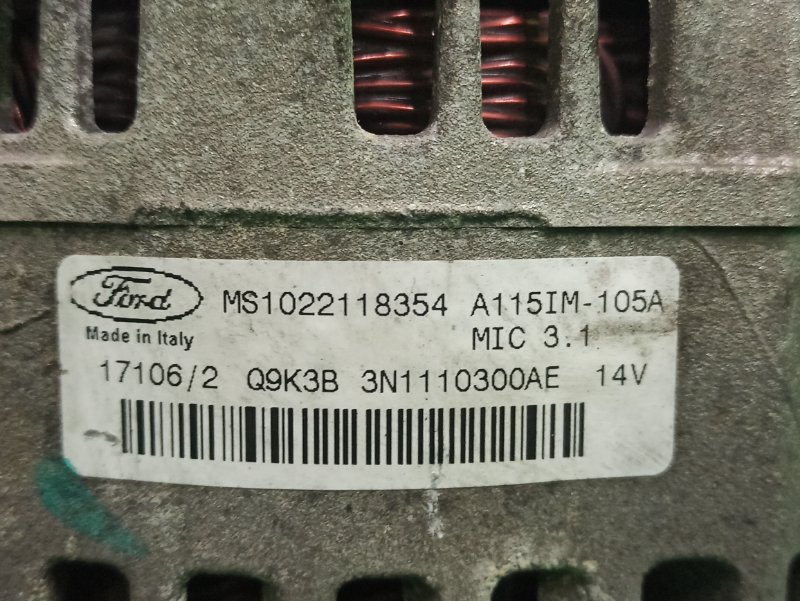 Ford MS1022118354 A115IM-105A
Made in Italy MIC 3.1
17106/2 Q9K3B 3N1110300AE 14V